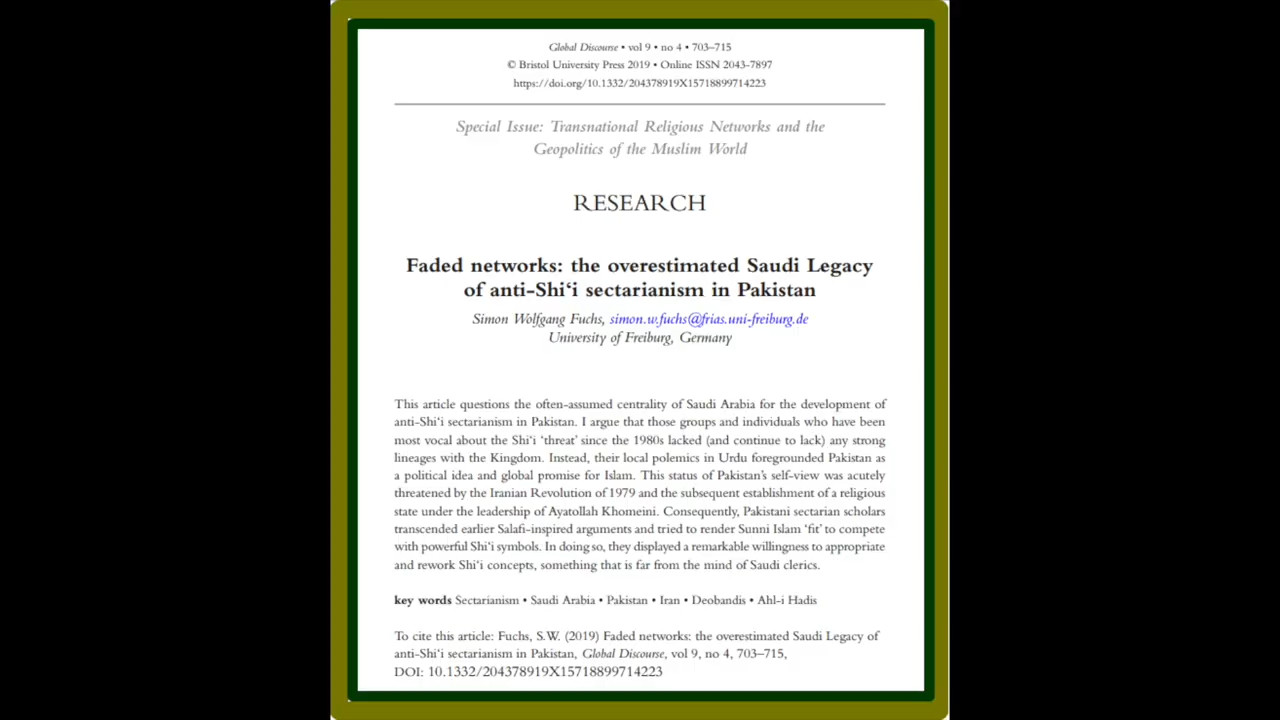 Global Discourse • vol 9 • no 4 • 703–715
© Bristol University Press 2019 • Online ISSN 2043-7897
https://doi.org/10.1332/204378919X15718899714223
Special Issue: Transnational Religious Networks and the
Geopolitics of the Muslim World
RESEARCH
Faded networks: the overestimated Saudi Legacy
of anti-Shi‘i sectarianism in Pakistan
Simon Wolfgang Fuchs, simon.w.fuchs@frias.uni-freiburg.de
University of Freiburg, Germany
This article questions the often-assumed centrality of Saudi Arabia for the development of
anti-Shi‘i sectarianism in Pakistan. I argue that those groups and individuals who have been
most vocal about the Shi‘i ‘threat’ since the 1980s lacked (and continue to lack) any strong
lineages with the Kingdom. Instead, their local polemics in Urdu foregrounded Pakistan as
a political idea and global promise for Islam. This status of Pakistan’s self-view was acutely
threatened by the Iranian Revolution of 1979 and the subsequent establishment of a religious
state under the leadership of Ayatollah Khomeini. Consequently, Pakistani sectarian scholars
transcended earlier Salafi-inspired arguments and tried to render Sunni Islam ‘fit’ to compete
with powerful Shi‘i symbols. In doing so, they displayed a remarkable willingness to appropriate
and rework Shi‘i concepts, something that is far from the mind of Saudi clerics.
key words Sectarianism • Saudi Arabia • Pakistan • Iran • Deobandis • Ahl-i Hadis
To cite this article: Fuchs, S.W. (2019) Faded networks: the overestimated Saudi Legacy of
anti-Shi‘i sectarianism in Pakistan, Global Discourse, vol 9, no 4, 703–715,
DOI: 10.1332/204378919X15718899714223